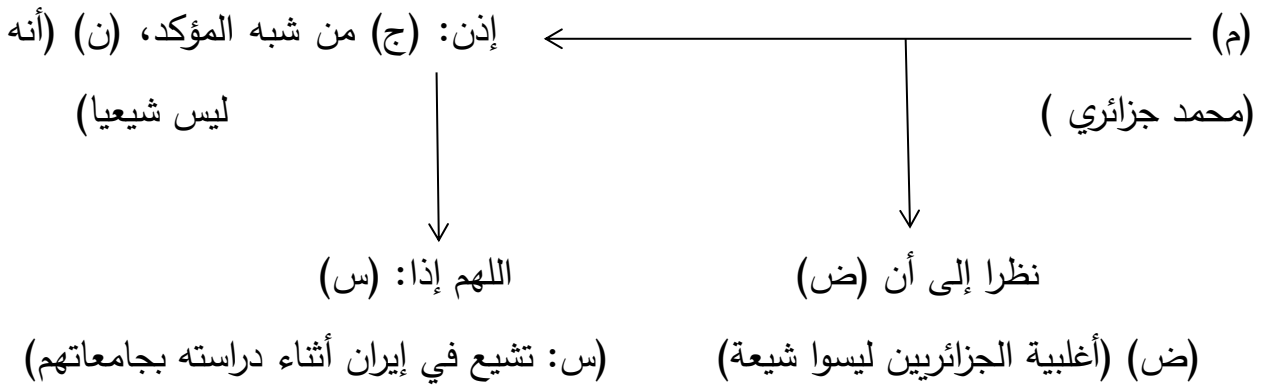 (م) إذن: (ج) من شبه المؤكد، (ن) (أنه
(محمد جزائري ) ليس شيعيا)
نظرا إلى أن (ض) اللهم إذا: (س)
(ض) (أغلبية الجزائريين ليسوا شيعة) (س: تشيع في إيران أثناء دراسته بجامعاتهم)